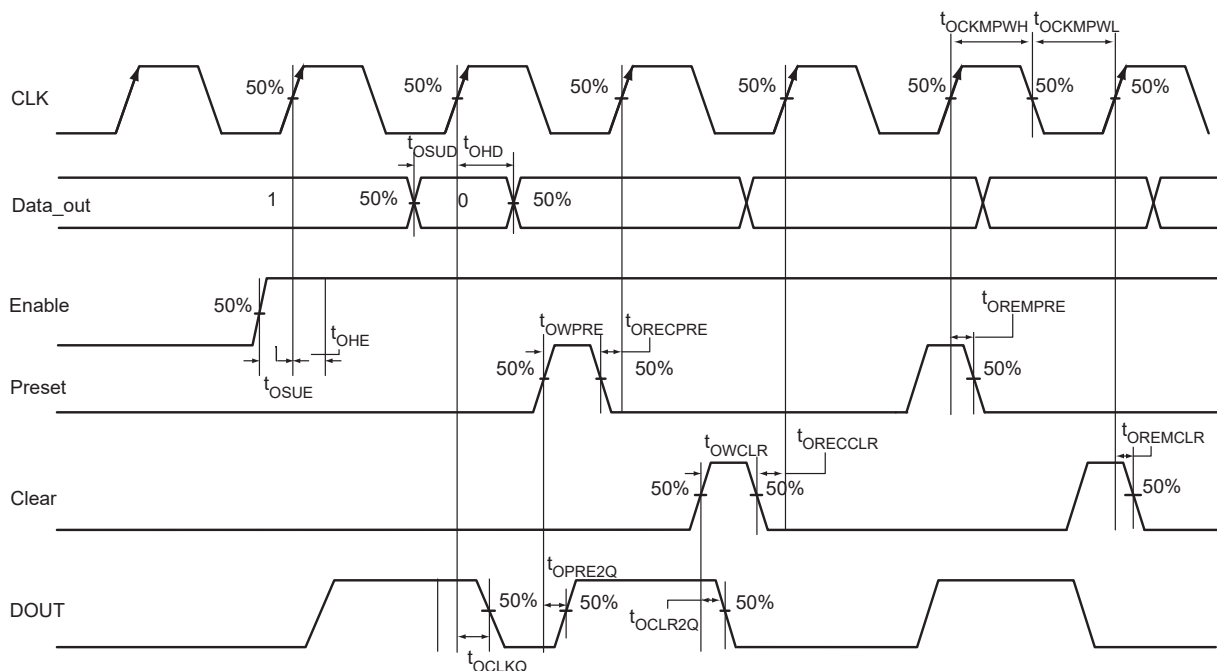 tOCKMPWH tOCKMPWL
CLK
50% 50% 50% 50% 50% 50% 50%
tOSUD tOHD
Data_out
1 50% 0 50%
Enable
50%
tOHE
tOSUE
tOWPRE tORECPRE tOREMPRE
Preset
50% 50% 50%
tOWCLR tORECCLR tOREMCLR
Clear
50% 50% 50%
DOUT
tOPRE2Q
50% 50% 50%
tOCLR2Q
tOCLKQ